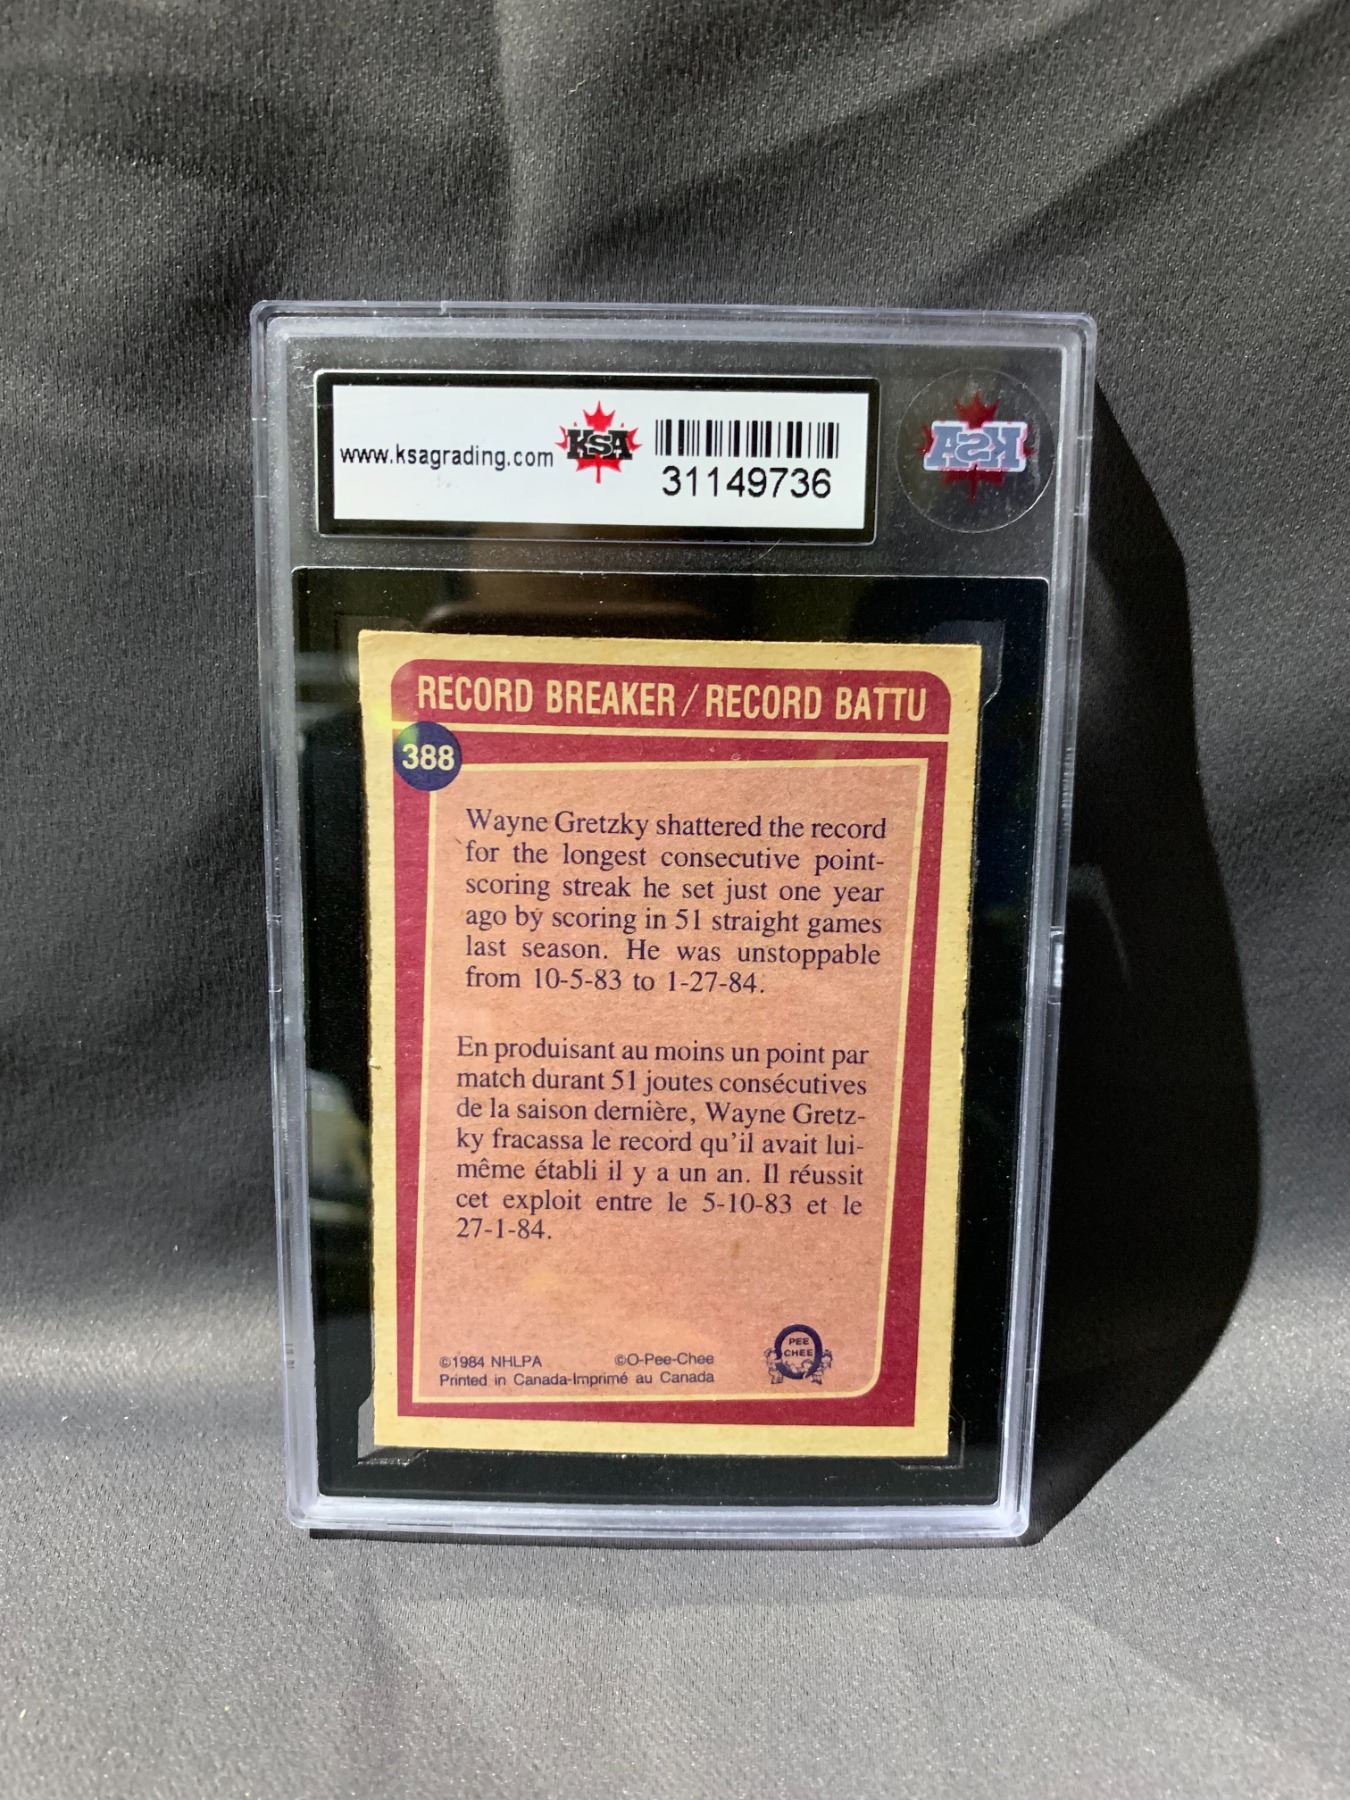 www.ksagrading.com KSA
31149736
KSA
RECORD BREAKER / RECORD BATTU
388
Wayne Gretzky shattered the record
for the longest consecutive point-
scoring streak he set just one year
ago by scoring in 51 straight games
last season. He was unstoppable
from 10-5-83 to 1-27-84.
En produisant au moins un point par
match durant 51 joutes consécutives
de la saison dernière, Wayne Gretz-
ky fracassa le record qu'il avait lui-
même établi il y a un an. Il réussit
cet exploit entre le 5-10-83 et le
27-1-84.
©1984 NHLPA ©O-Pee-Chee
Printed in Canada-Imprimé au Canada
PEE
CHEE